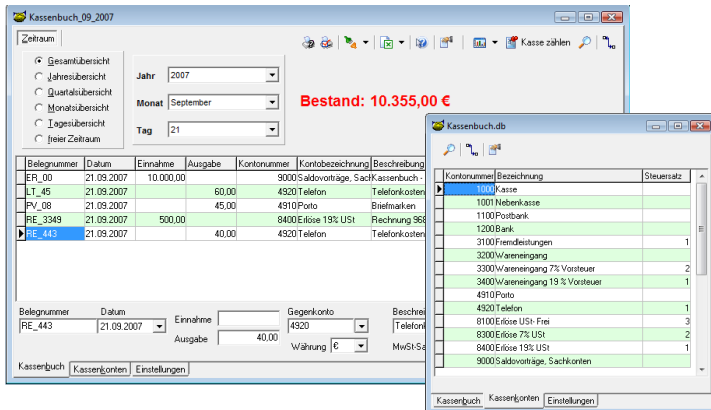 Kassenbuch_09_2007
Zeitraum
Gesamtübersicht
Jahresübersicht
Quartalsübersicht
Monatsübersicht
Tagesübersicht
freier Zeitraum
Jahr 2007
Monat September
Tag 21
Kasse zählen
Bestand: 10.355,00 €
Belegnummer Datum Einnahme Ausgabe Kontonummer Kontobezeichnung Beschreibung
ER_00 21.09.2007 10.000,00 9000 Saldovorträge, Sach Kassenbuch -
LT_45 21.09.2007 60,00 4920 Telefon Telefonkosten
PV_08 21.09.2007 45,00 4910 Porto Briefmarken
RE_3349 21.09.2007 500,00 8400 Erlöse 19% USt Rechnung 968
RE_443 21.09.2007 40,00 4920 Telefon Telefonkosten
Belegnummer Datum Einnahme Gegenkonto Beschrei
RE_443 21.09.2007 4920 Telefonk
Ausgabe 40,00 Währung € MwSt-Sa
Kassenbuch Kassenkonten Einstellungen
Kassenbuch.db
Kontonummer Bezeichnung Steuersatz
1000 Kasse
1001 Nebenkasse
1100 Postbank
1200 Bank
3100 Fremdleistungen 1
3200 Wareneingang
3300 Wareneingang 7% Vorsteuer 2
3400 Wareneingang 19 % Vorsteuer 1
4910 Porto
4920 Telefon 1
8100 Erlöse USt- Frei 3
8300 Erlöse 7% USt 2
8400 Erlöse 19% USt 1
9000 Saldovorträge, Sachkonten
Kassenbuch Kassenkonten Einstellungen